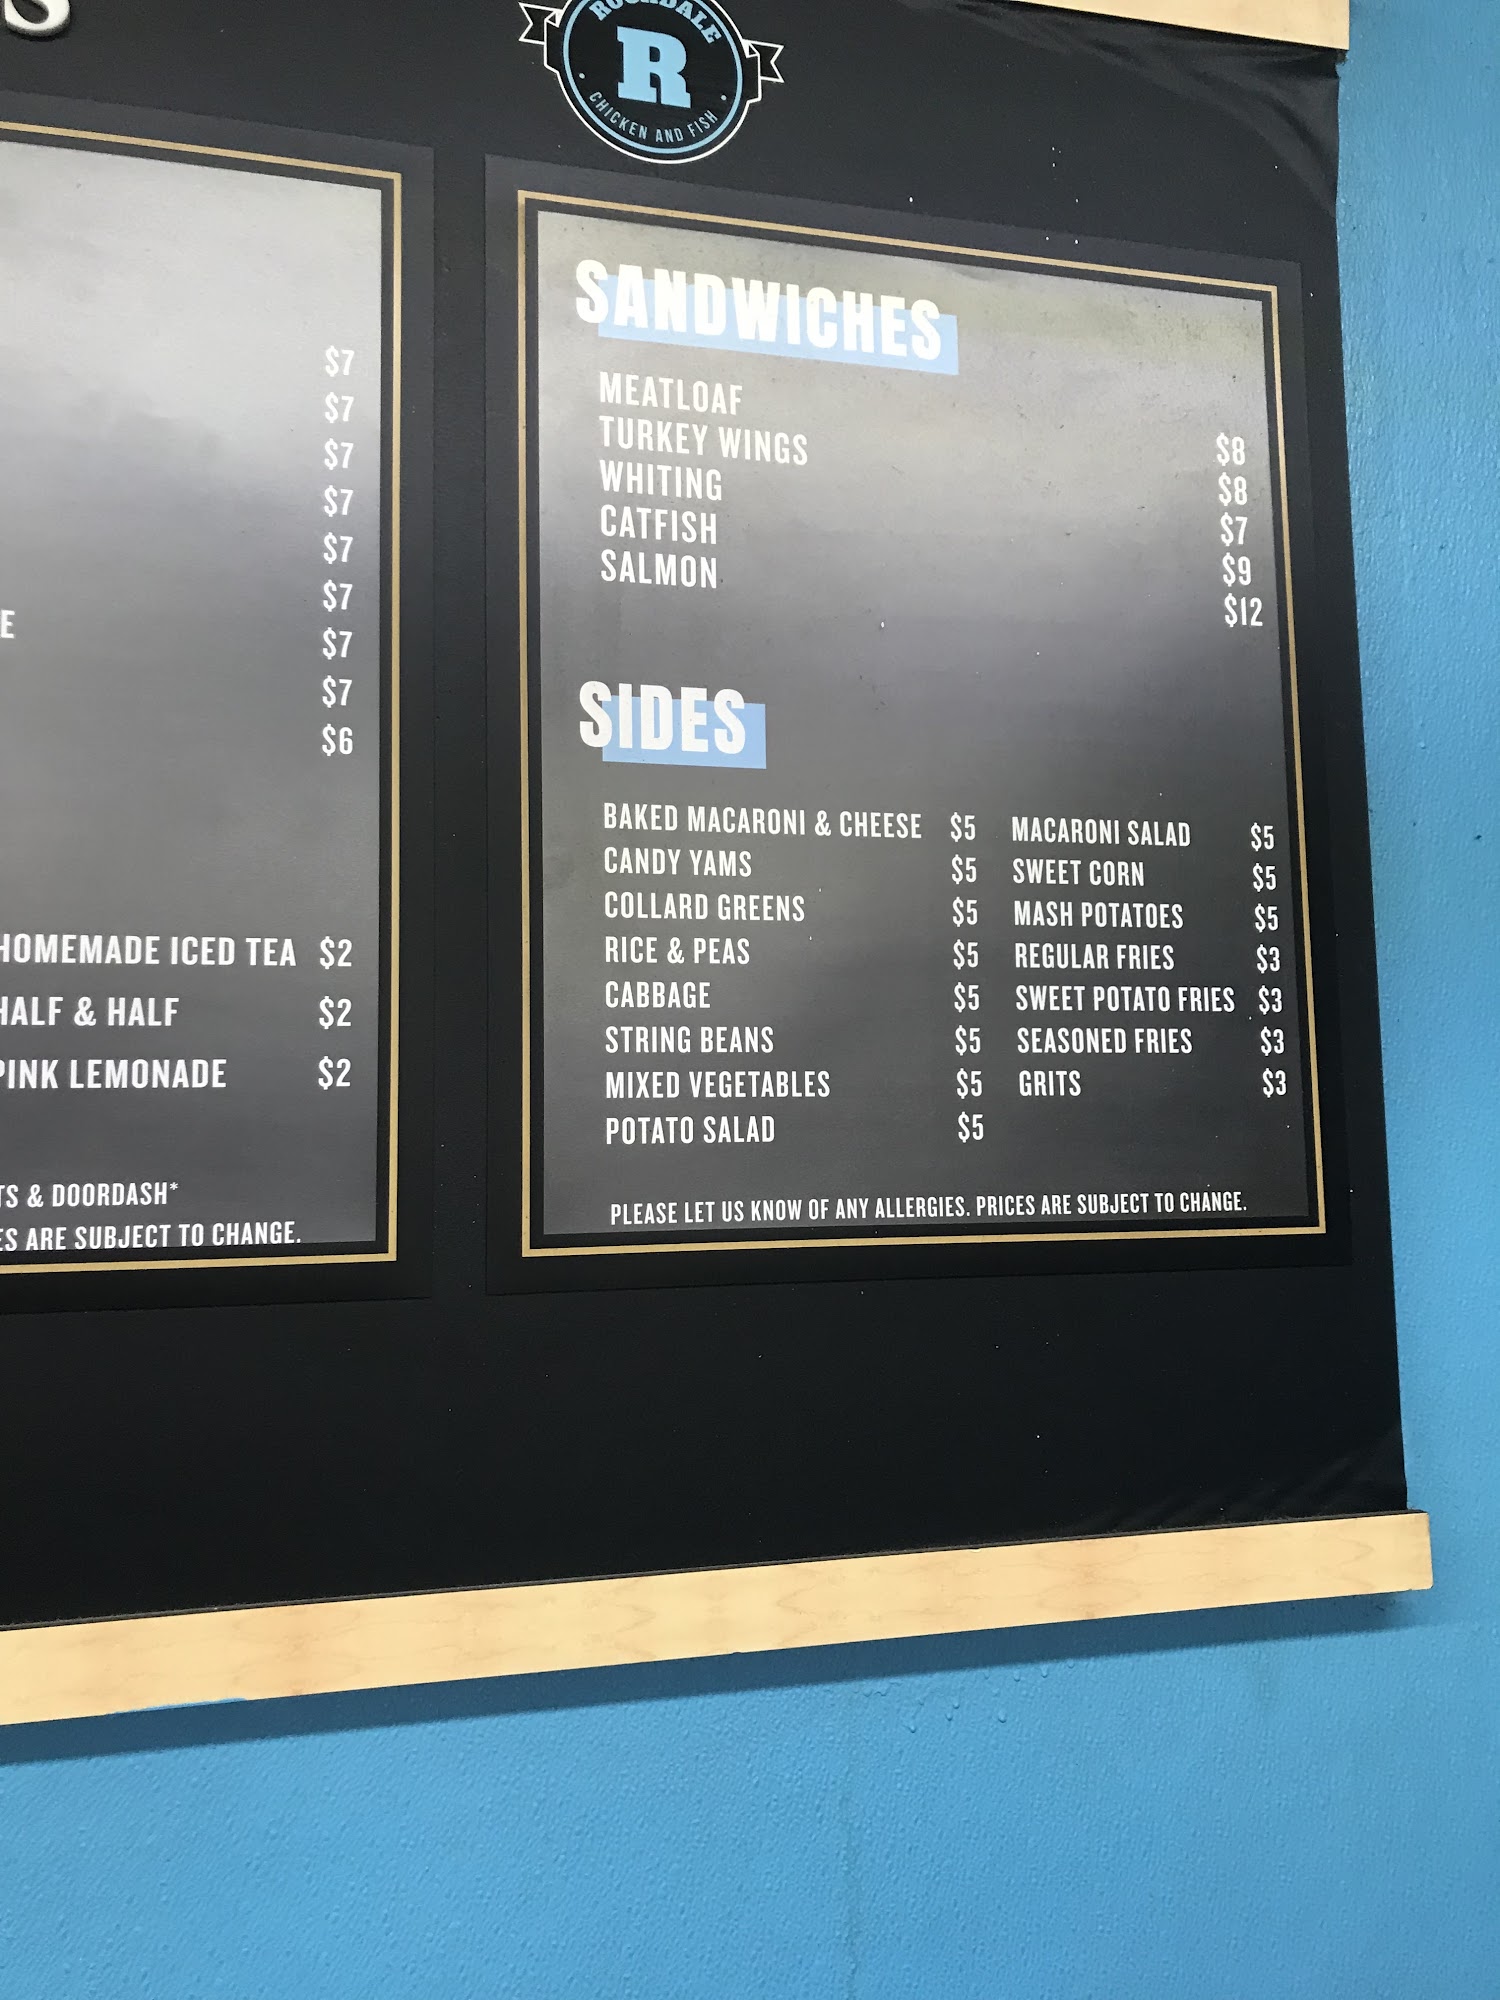 S
ROCKDALE
R
CHICKEN AND FISH
$7
$7
$7
$7
$7
$7
E $7
$7
$6
HOMEMADE ICED TEA $2
HALF & HALF $2
PINK LEMONADE $2
TS & DOORDASH*
ES ARE SUBJECT TO CHANGE.
SANDWICHES
MEATLOAF $8
TURKEY WINGS $8
WHITING $7
CATFISH $9
SALMON $12
SIDES
BAKED MACARONI & CHEESE $5 MACARONI SALAD $5
CANDY YAMS $5 SWEET CORN $5
COLLARD GREENS $5 MASH POTATOES $5
RICE & PEAS $5 REGULAR FRIES $3
CABBAGE $5 SWEET POTATO FRIES $3
STRING BEANS $5 SEASONED FRIES $3
MIXED VEGETABLES $5 GRITS $3
POTATO SALAD $5
PLEASE LET US KNOW OF ANY ALLERGIES. PRICES ARE SUBJECT TO CHANGE.